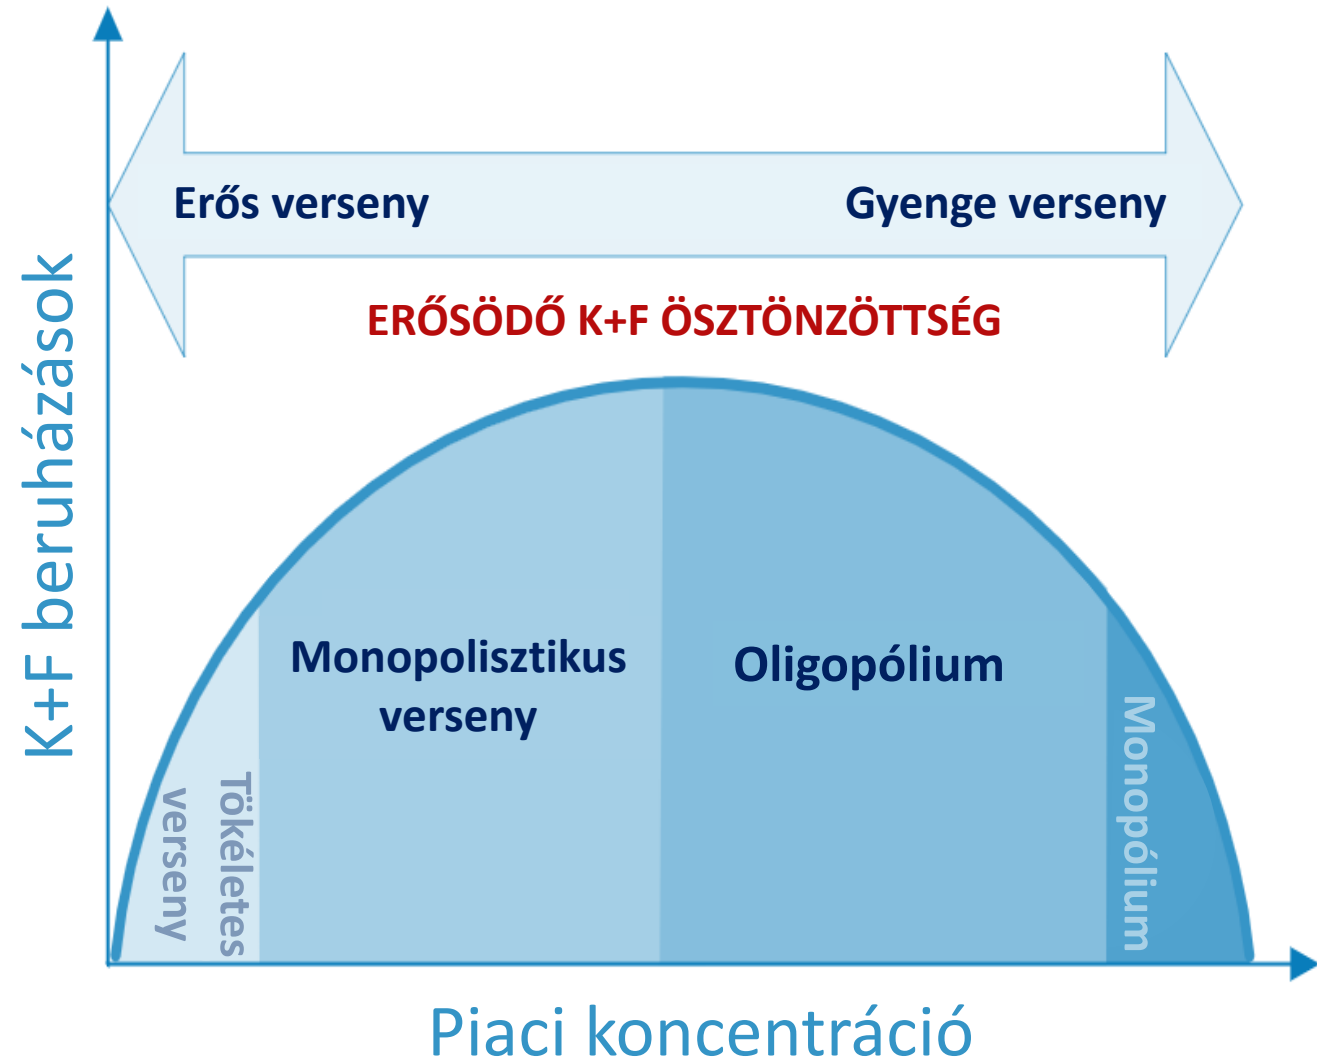 Erős verseny
Gyenge verseny
ERŐSÖDŐ K+F ÖSZTÖNZÖTTSÉG
K+F beruházások
Monopolisztikus
verseny
Oligopólium
Tökéletes
verseny
Monopólium
Piaci koncentráció